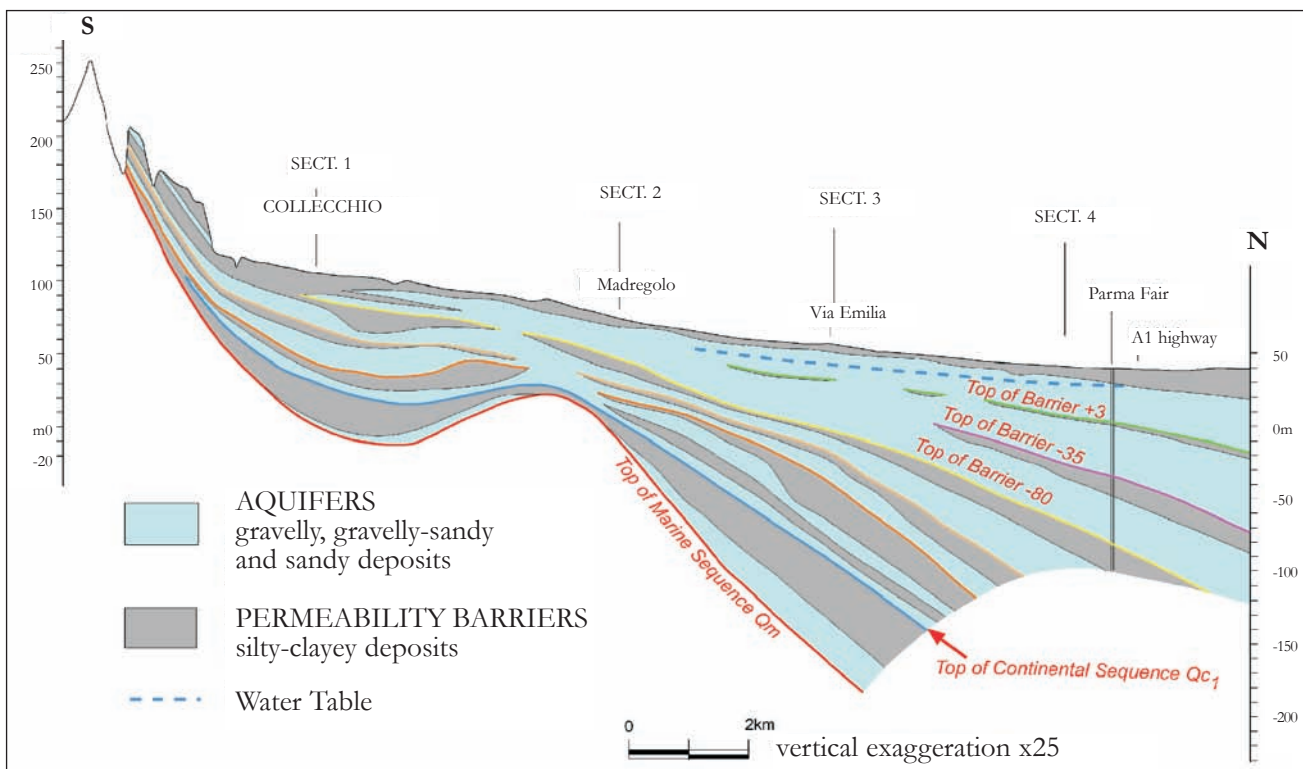 S
250
200
150
100
50
m0
-20
SECT. 1
COLLECCHIO
SECT. 2
Madregolo
SECT. 3
Via Emilia
SECT. 4
N
Parma Fair
A1 highway
50
0m
-50
-100
-150
-200
Top of Barrier +3
Top of Barrier -35
Top of Barrier -80
Top of Marine Sequence Qm
Top of Continental Sequence Qc1
AQUIFERS
gravelly, gravelly-sandy
and sandy deposits
PERMEABILITY BARRIERS
silty-clayey deposits
Water Table
0 2km
vertical exaggeration x25